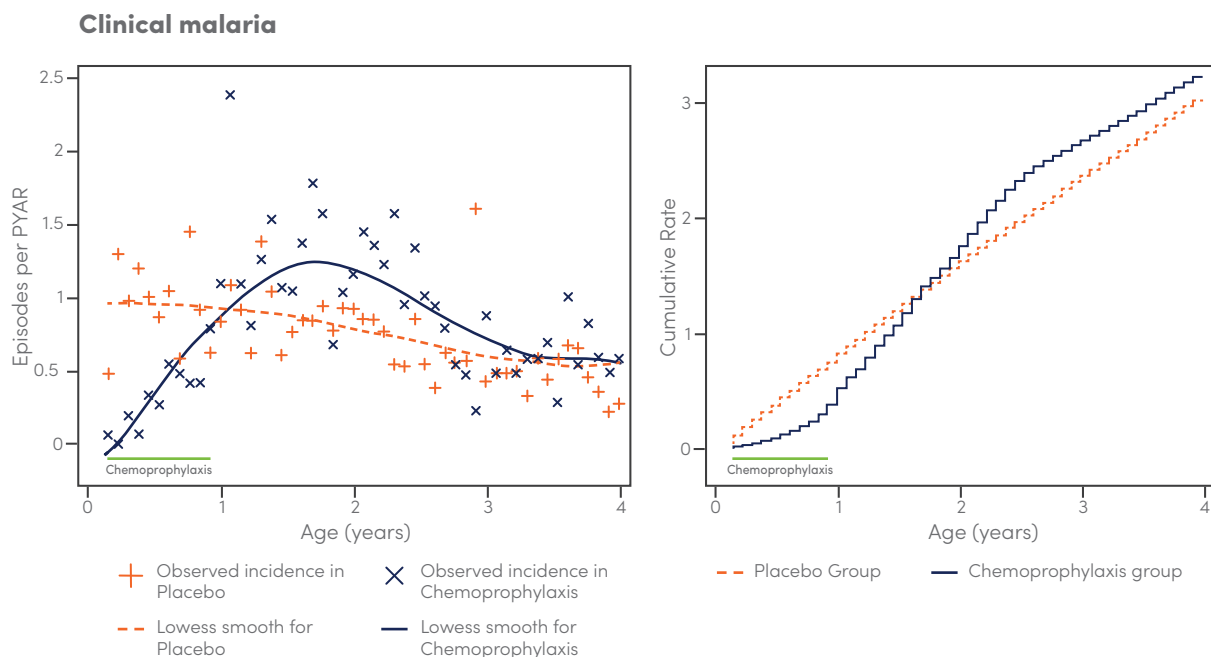 Clinical malaria
2.5
2
1.5
1
0.5
0
Episodes per PYAR
Chemoprophylaxis
0 1 2 3 4
Age (years)
Observed incidence in
Placebo
Observed incidence in
Chemoprophylaxis
Lowess smooth for
Placebo
Lowess smooth for
Chemoprophylaxis
3
2
1
0
Cumulative Rate
Chemoprophylaxis
0 1 2 3 4
Age (years)
Placebo Group
Chemoprophylaxis group